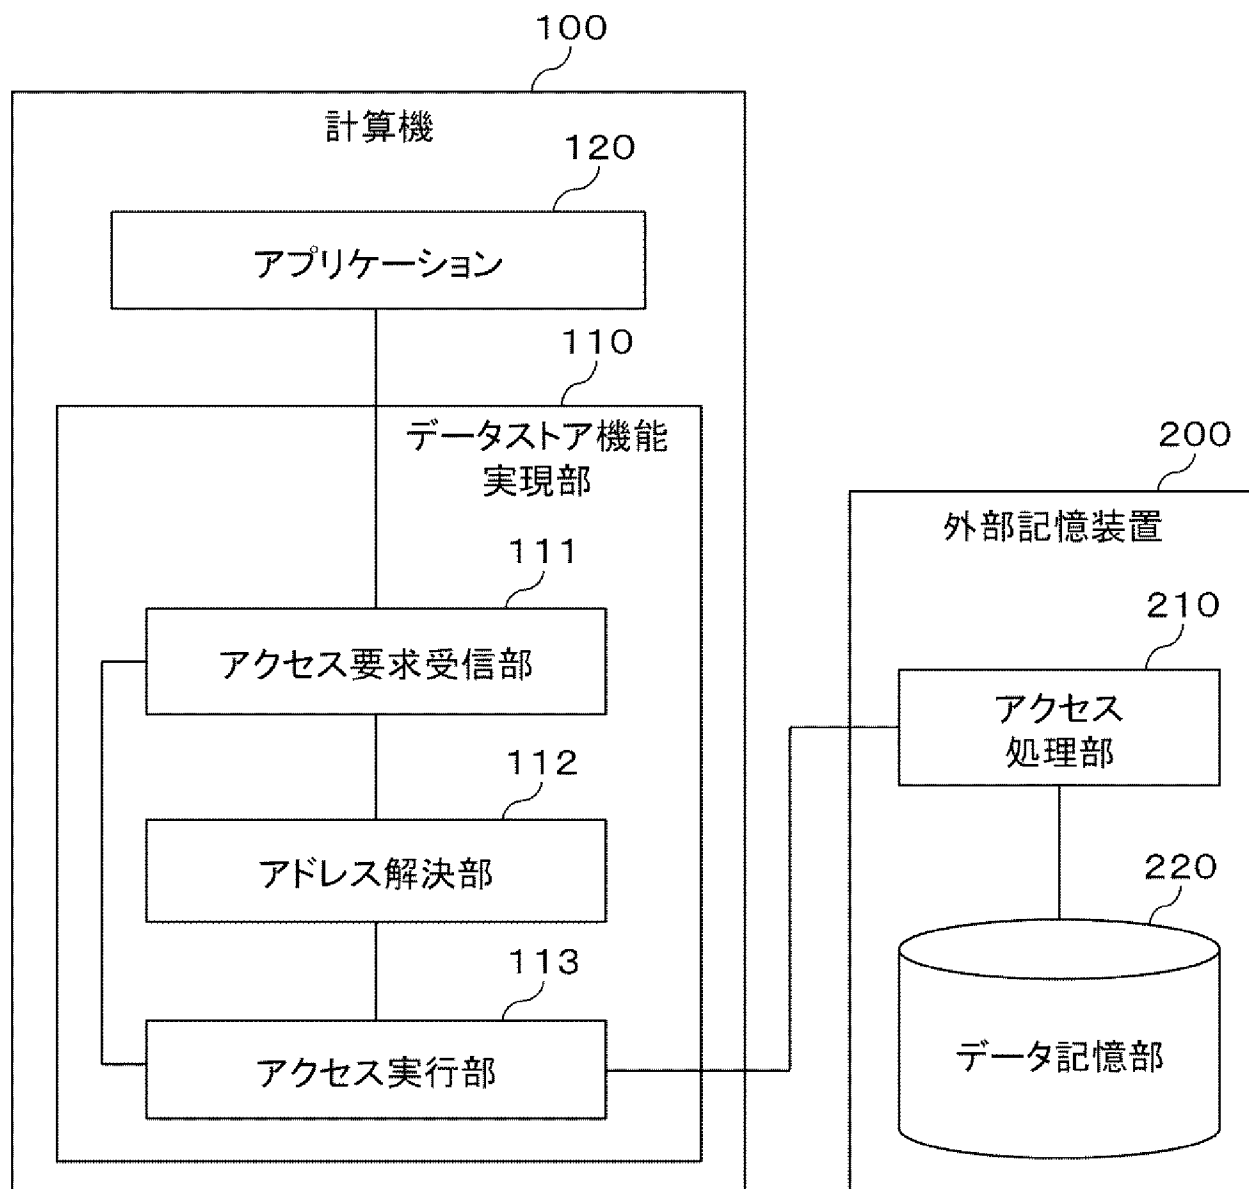 100
計算機
120
アプリケーション
110
データストア機能
実現部
111
アクセス要求受信部
112
アドレス解決部
113
アクセス実行部
200
外部記憶装置
210
アクセス
処理部
220
データ記憶部